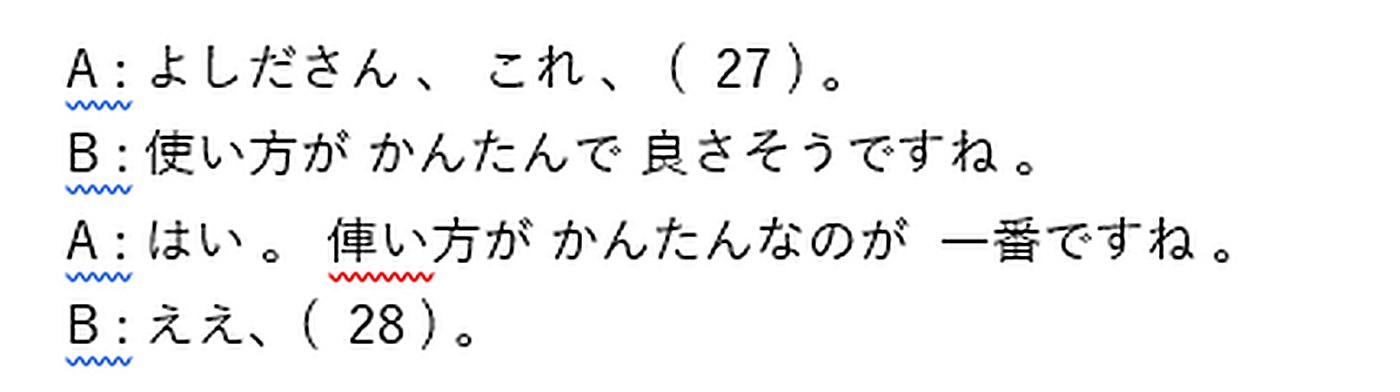 A：よしださん、 これ、( 27 )。
B：使い方が かんたんで 良さそうですね。
A：はい。 俥い方が かんたんなのが 一番ですね。
B：ええ、( 28 )。